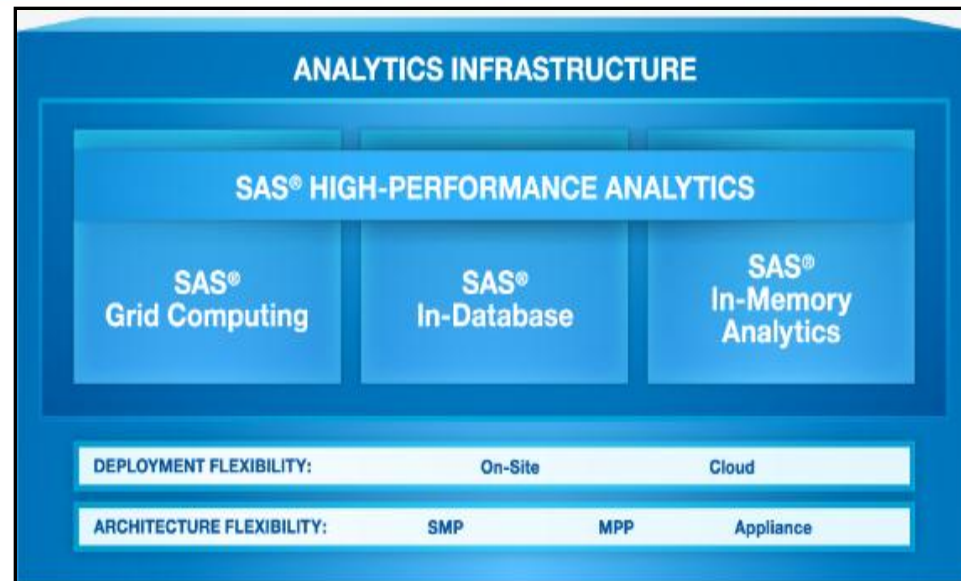 ANALYTICS INFRASTRUCTURE
SAS® HIGH-PERFORMANCE ANALYTICS
SAS®
Grid Computing
SAS®
In-Database
SAS®
In-Memory
Analytics
DEPLOYMENT FLEXIBILITY: On-Site Cloud
ARCHITECTURE FLEXIBILITY: SMP MPP Appliance